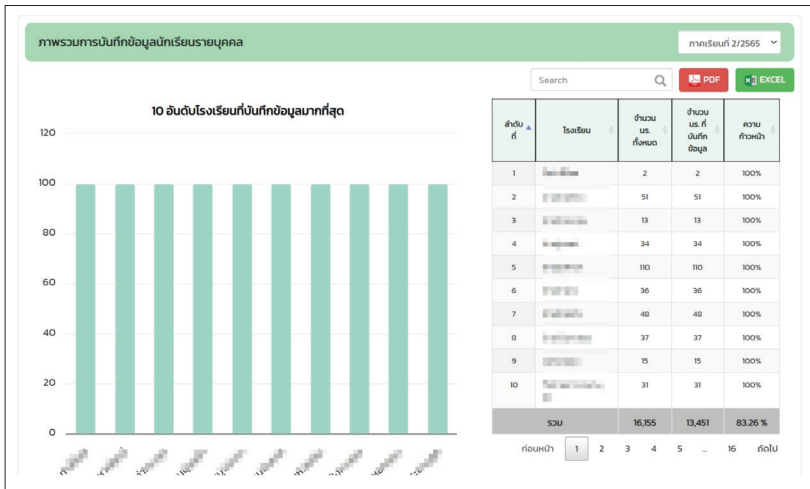 ภาพรวมการบันทึกข้อมูลนักเรียนรายบุคคล
ภาคเรียนที่ 2/2565
Search
PDF
EXCEL
10 อันดับโรงเรียนที่บันทึกข้อมูลมากที่สุด
120
100
80
60
40
20
0
ลำดับ
ที่
โรงเรียน
จำนวน
นร.
ทั้งหมด
จำนวน
นร. ที่
บันทึก
ข้อมูล
ความ
ก้าวหน้า
1 2 2 100%
2 51 51 100%
3 13 13 100%
4 34 34 100%
5 110 110 100%
6 36 36 100%
7 48 48 100%
8 37 37 100%
9 15 15 100%
10 31 31 100%
รวม 16,155 13,451 83.26 %
ก่อนหน้า 1 2 3 4 5 ... 16 ถัดไป